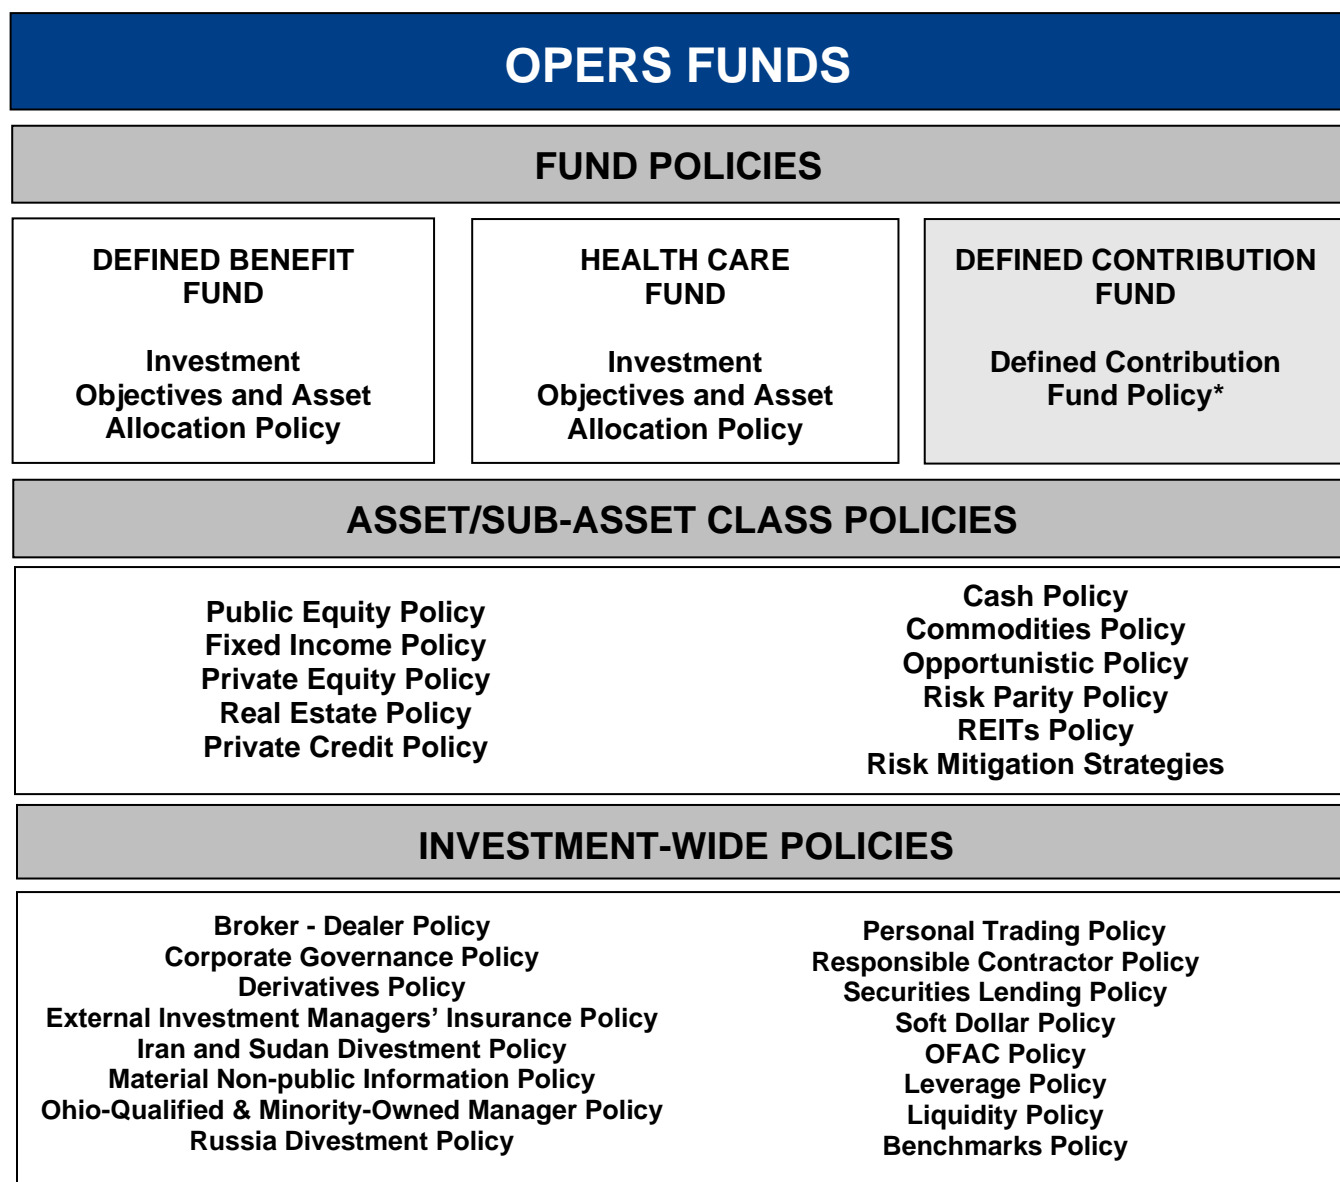 OPERS FUNDS
FUND POLICIES
DEFINED BENEFIT
FUND
Investment
Objectives and Asset
Allocation Policy
HEALTH CARE
FUND
Investment
Objectives and Asset
Allocation Policy
DEFINED CONTRIBUTION
FUND
Defined Contribution
Fund Policy*
ASSET/SUB-ASSET CLASS POLICIES
Public Equity Policy
Fixed Income Policy
Private Equity Policy
Real Estate Policy
Private Credit Policy
Cash Policy
Commodities Policy
Opportunistic Policy
Risk Parity Policy
REITs Policy
Risk Mitigation Strategies
INVESTMENT-WIDE POLICIES
Broker - Dealer Policy
Corporate Governance Policy
Derivatives Policy
External Investment Managers’ Insurance Policy
Iran and Sudan Divestment Policy
Material Non-public Information Policy
Ohio-Qualified & Minority-Owned Manager Policy
Russia Divestment Policy
Personal Trading Policy
Responsible Contractor Policy
Securities Lending Policy
Soft Dollar Policy
OFAC Policy
Leverage Policy
Liquidity Policy
Benchmarks Policy